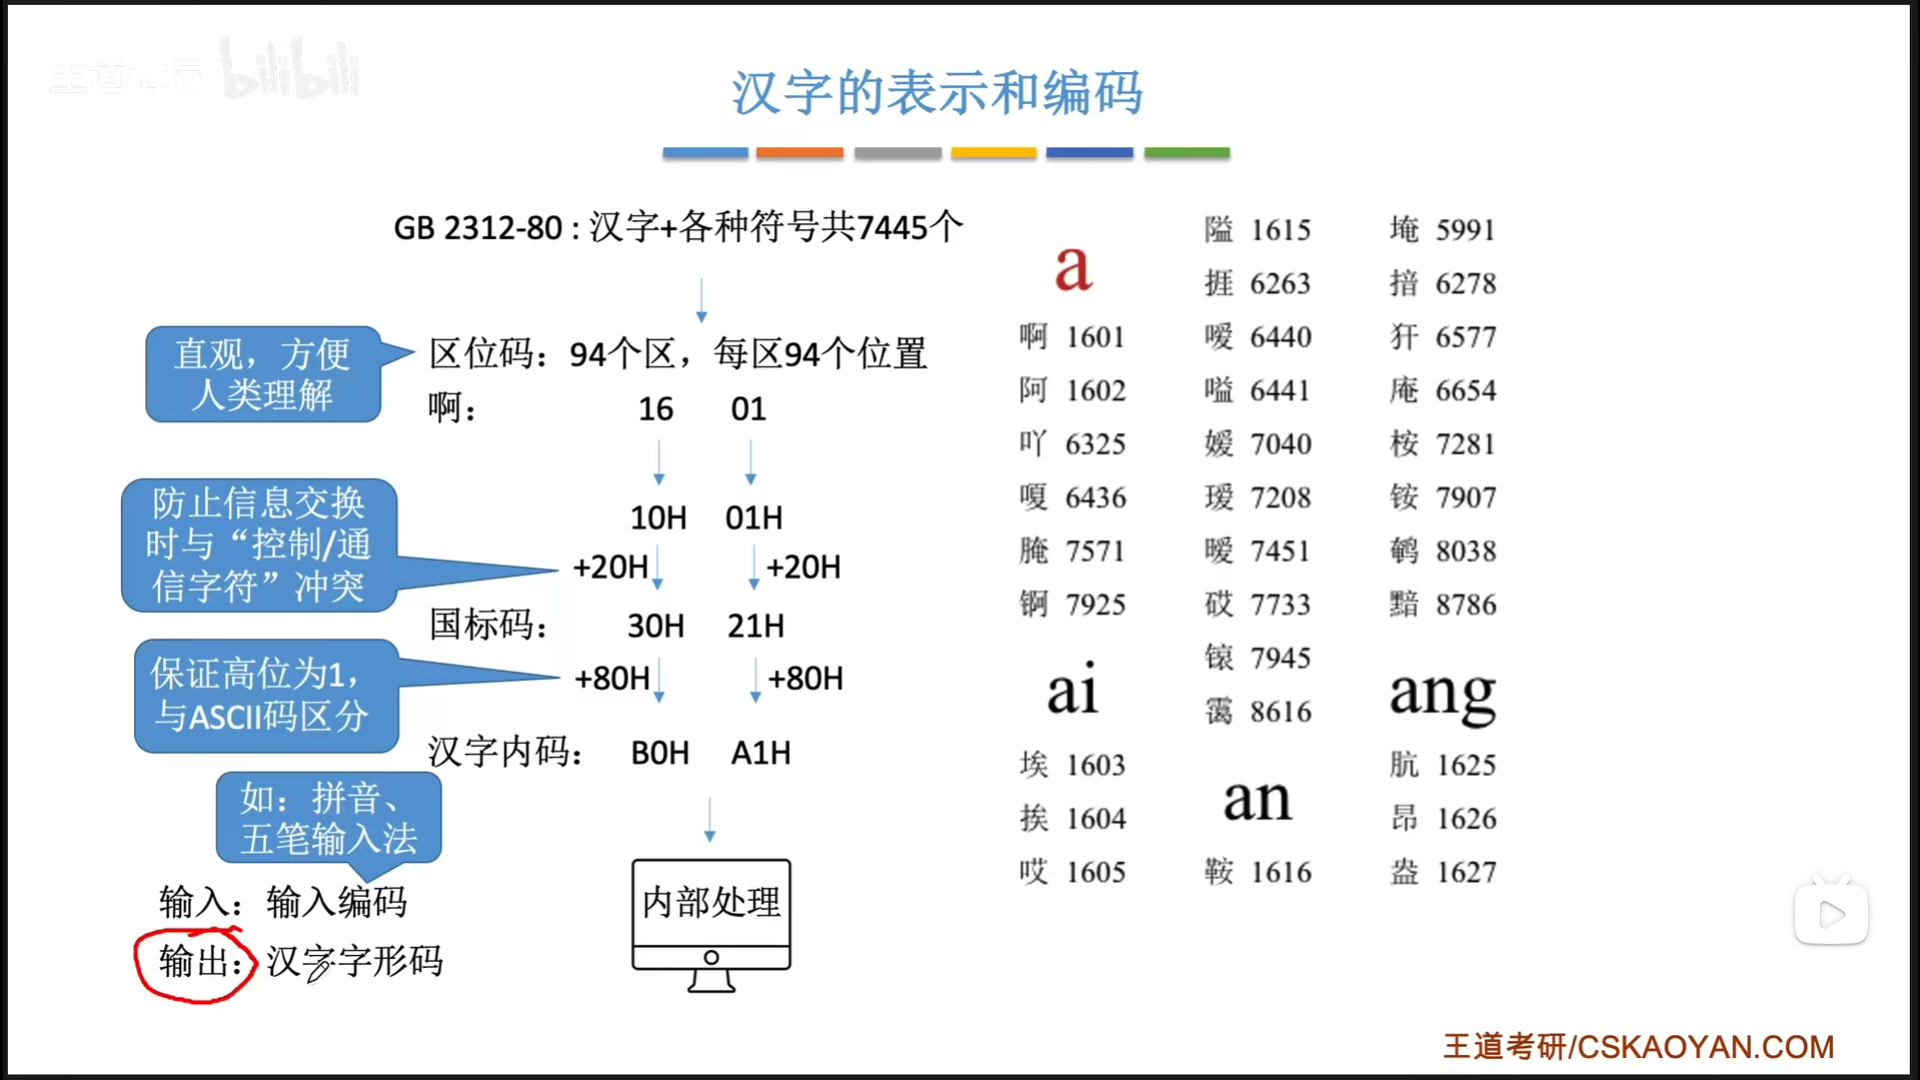 王道考研 bilibili
汉字的表示和编码
GB 2312-80 : 汉字+各种符号共7445个
直观，方便
人类理解
区位码：94个区，每区94个位置
啊： 16 01
10H 01H
防止信息交换
时与“控制/通
信字符”冲突
+20H +20H
国标码： 30H 21H
保证高位为1，
与ASCII码区分
+80H +80H
汉字内码： B0H A1H
如：拼音、
五笔输入法
内部处理
输入：输入编码
输出：汉字字形码
a
啊 1601
阿 1602
吖 6325
嗄 6436
腌 7571
锕 7925
ai
埃 1603
挨 1604
哎 1605
隘 1615
捱 6263
嗳 6440
嗌 6441
嫒 7040
瑷 7208
暧 7451
砹 7733
锿 7945
霭 8616
an
鞍 1616
埯 5991
揞 6278
犴 6577
庵 6654
桉 7281
铵 7907
鹌 8038
黯 8786
ang
肮 1625
昂 1626
盎 1627
王道考研/CSKAOYAN.COM